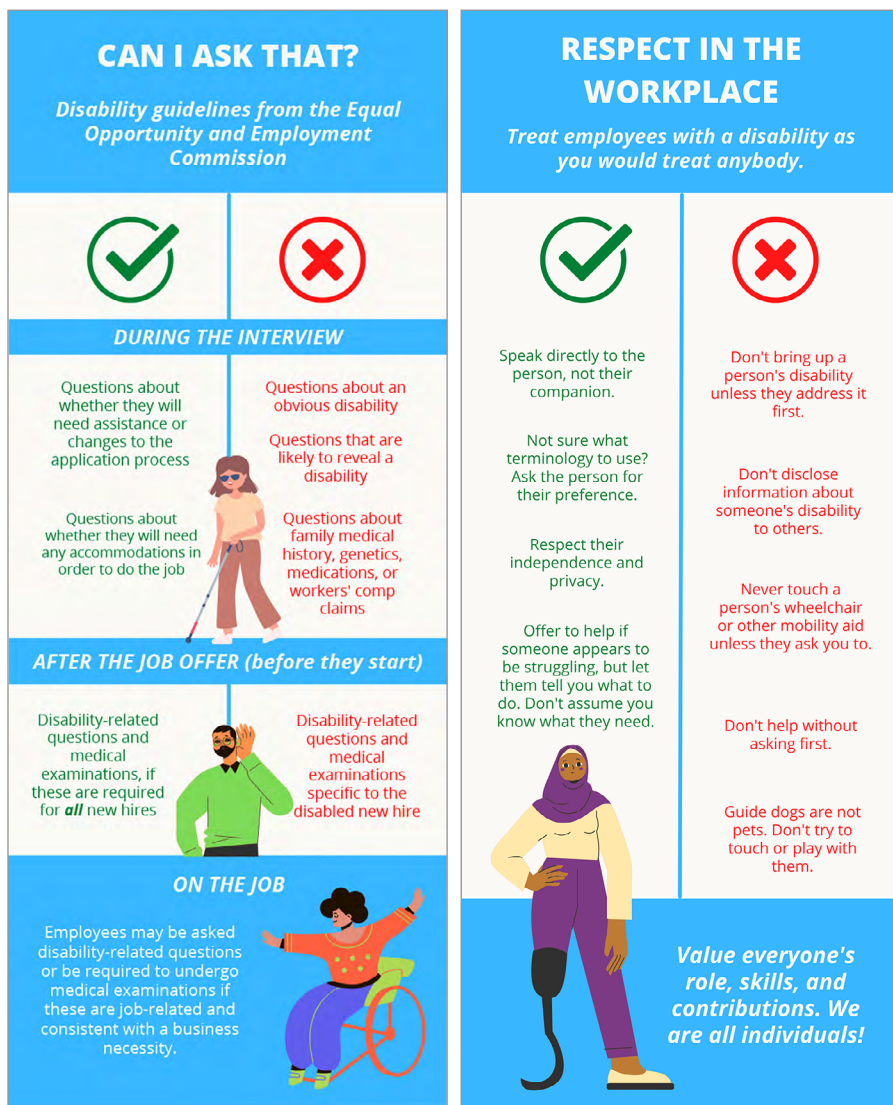 CAN I ASK THAT?
Disability guidelines from the Equal
Opportunity and Employment
Commission
DURING THE INTERVIEW
Questions about
whether they will
need assistance or
changes to the
application process
Questions about
whether they will need
any accommodations in
order to do the job
Questions about an
obvious disability
Questions that are
likely to reveal a
disability
Questions about
family medical
history, genetics,
medications, or
workers' comp
claims
AFTER THE JOB OFFER (before they start)
Disability-related
questions and
medical
examinations, if
these are required
for all new hires
Disability-related
questions and
medical
examinations
specific to the
disabled new hire
ON THE JOB
Employees may be asked
disability-related questions
or be required to undergo
medical examinations if
these are job-related and
consistent with a business
necessity.
RESPECT IN THE
WORKPLACE
Treat employees with a disability as
you would treat anybody.
Speak directly to the
person, not their
companion.
Not sure what
terminology to use?
Ask the person for
their preference.
Respect their
independence and
privacy.
Offer to help if
someone appears to
be struggling, but let
them tell you what to
do. Don't assume you
know what they need.
Don't bring up a
person's disability
unless they address it
first.
Don't disclose
information about
someone's disability
to others.
Never touch a
person's wheelchair
or other mobility aid
unless they ask you to.
Don't help without
asking first.
Guide dogs are not
pets. Don't try to
touch or play with
them.
Value everyone's
role, skills, and
contributions. We
are all individuals!